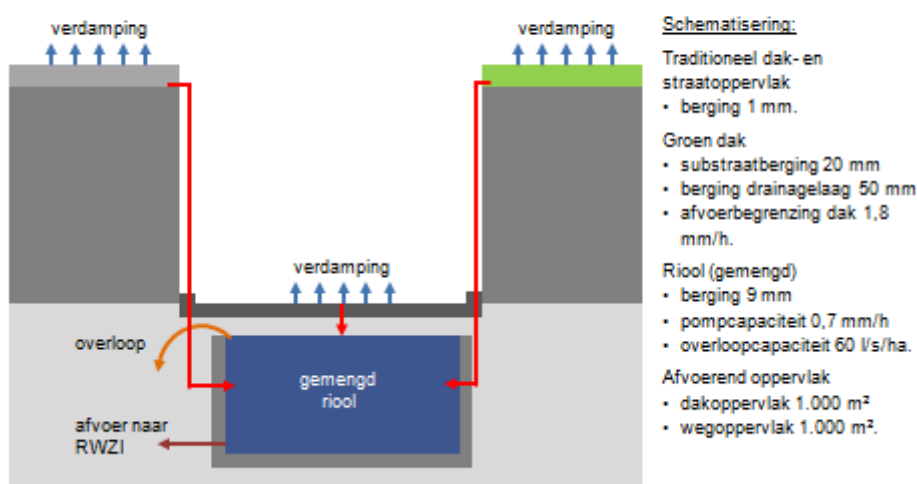 verdamping
verdamping
verdamping
overloop
gemengd
riool
afvoer naar
RWZI
Schematisering:
Traditioneel dak- en
straatoppervlak
• berging 1 mm.
Groen dak
• substraatberging 20 mm
• berging drainagelaag 50 mm
• afvoerbegrenzing dak 1,8
mm/h.
Riool (gemengd)
• berging 9 mm
• pompcapaciteit 0,7 mm/h
• overloopcapaciteit 60 l/s/ha.
Afvoerend oppervlak
• dakoppervlak 1.000 m²
• wegoppervlak 1.000 m².